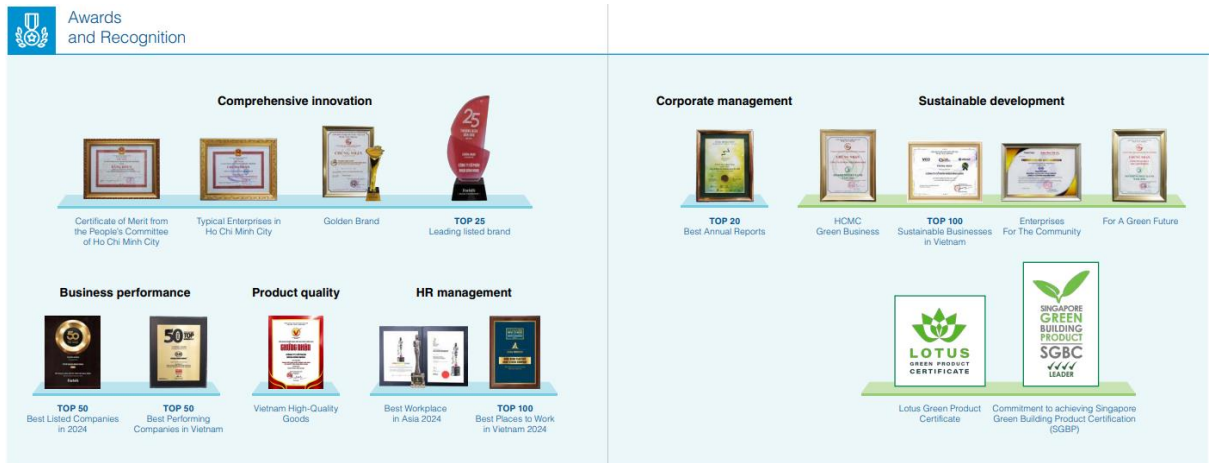 Awards
and Recognition
Comprehensive innovation
25
Certificate of Merit from
the People's Committee
of Ho Chi Minh City
Typical Enterprises in
Ho Chi Minh City
Golden Brand
TOP 25
Leading listed brand
Business performance
50
TOP 50
Best Listed Companies
in 2024
50 TOP
TOP 50
Best Performing
Companies in Vietnam
Product quality
Vietnam High-Quality
Goods
HR management
Best Workplace
in Asia 2024
TOP 100
Best Places to Work
in Vietnam 2024
Corporate management
TOP 20
Best Annual Reports
Sustainable development
HCMC
Green Business
TOP 100
Sustainable Businesses
in Vietnam
Enterprises
For The Community
For A Green Future
LOTUS
GREEN PRODUCT
CERTIFICATE
Lotus Green Product
Certificate
SINGAPORE
GREEN
BUILDING
PRODUCT
SGBC
LEADER
Commitment to achieving Singapore
Green Building Product Certification
(SGBP)